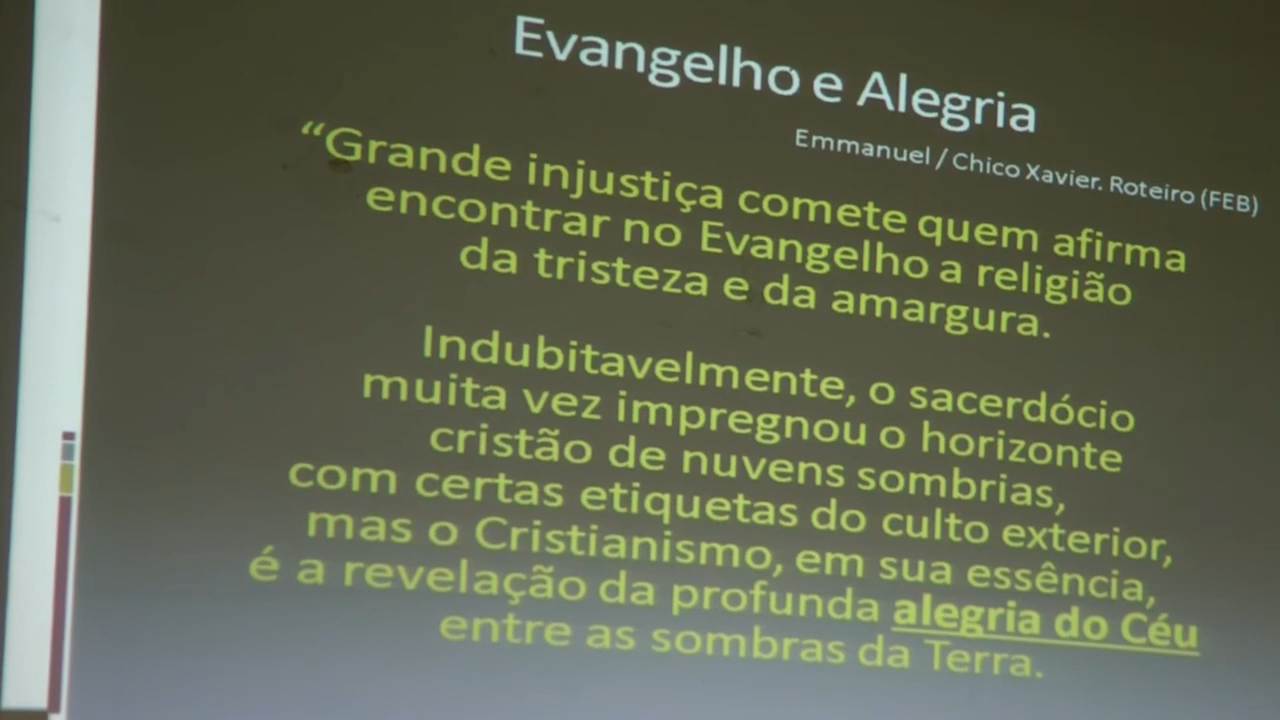 Evangelho e Alegria
Emmanuel / Chico Xavier. Roteiro (FEB)
“Grande injustiça comete quem afirma
encontrar no Evangelho a religião
da tristeza e da amargura.
Indubitavelmente, o sacerdócio
muita vez impregnou o horizonte
cristão de nuvens sombrias,
com certas etiquetas do culto exterior,
mas o Cristianismo, em sua essência,
é a revelação da profunda alegria do Céu
entre as sombras da Terra.